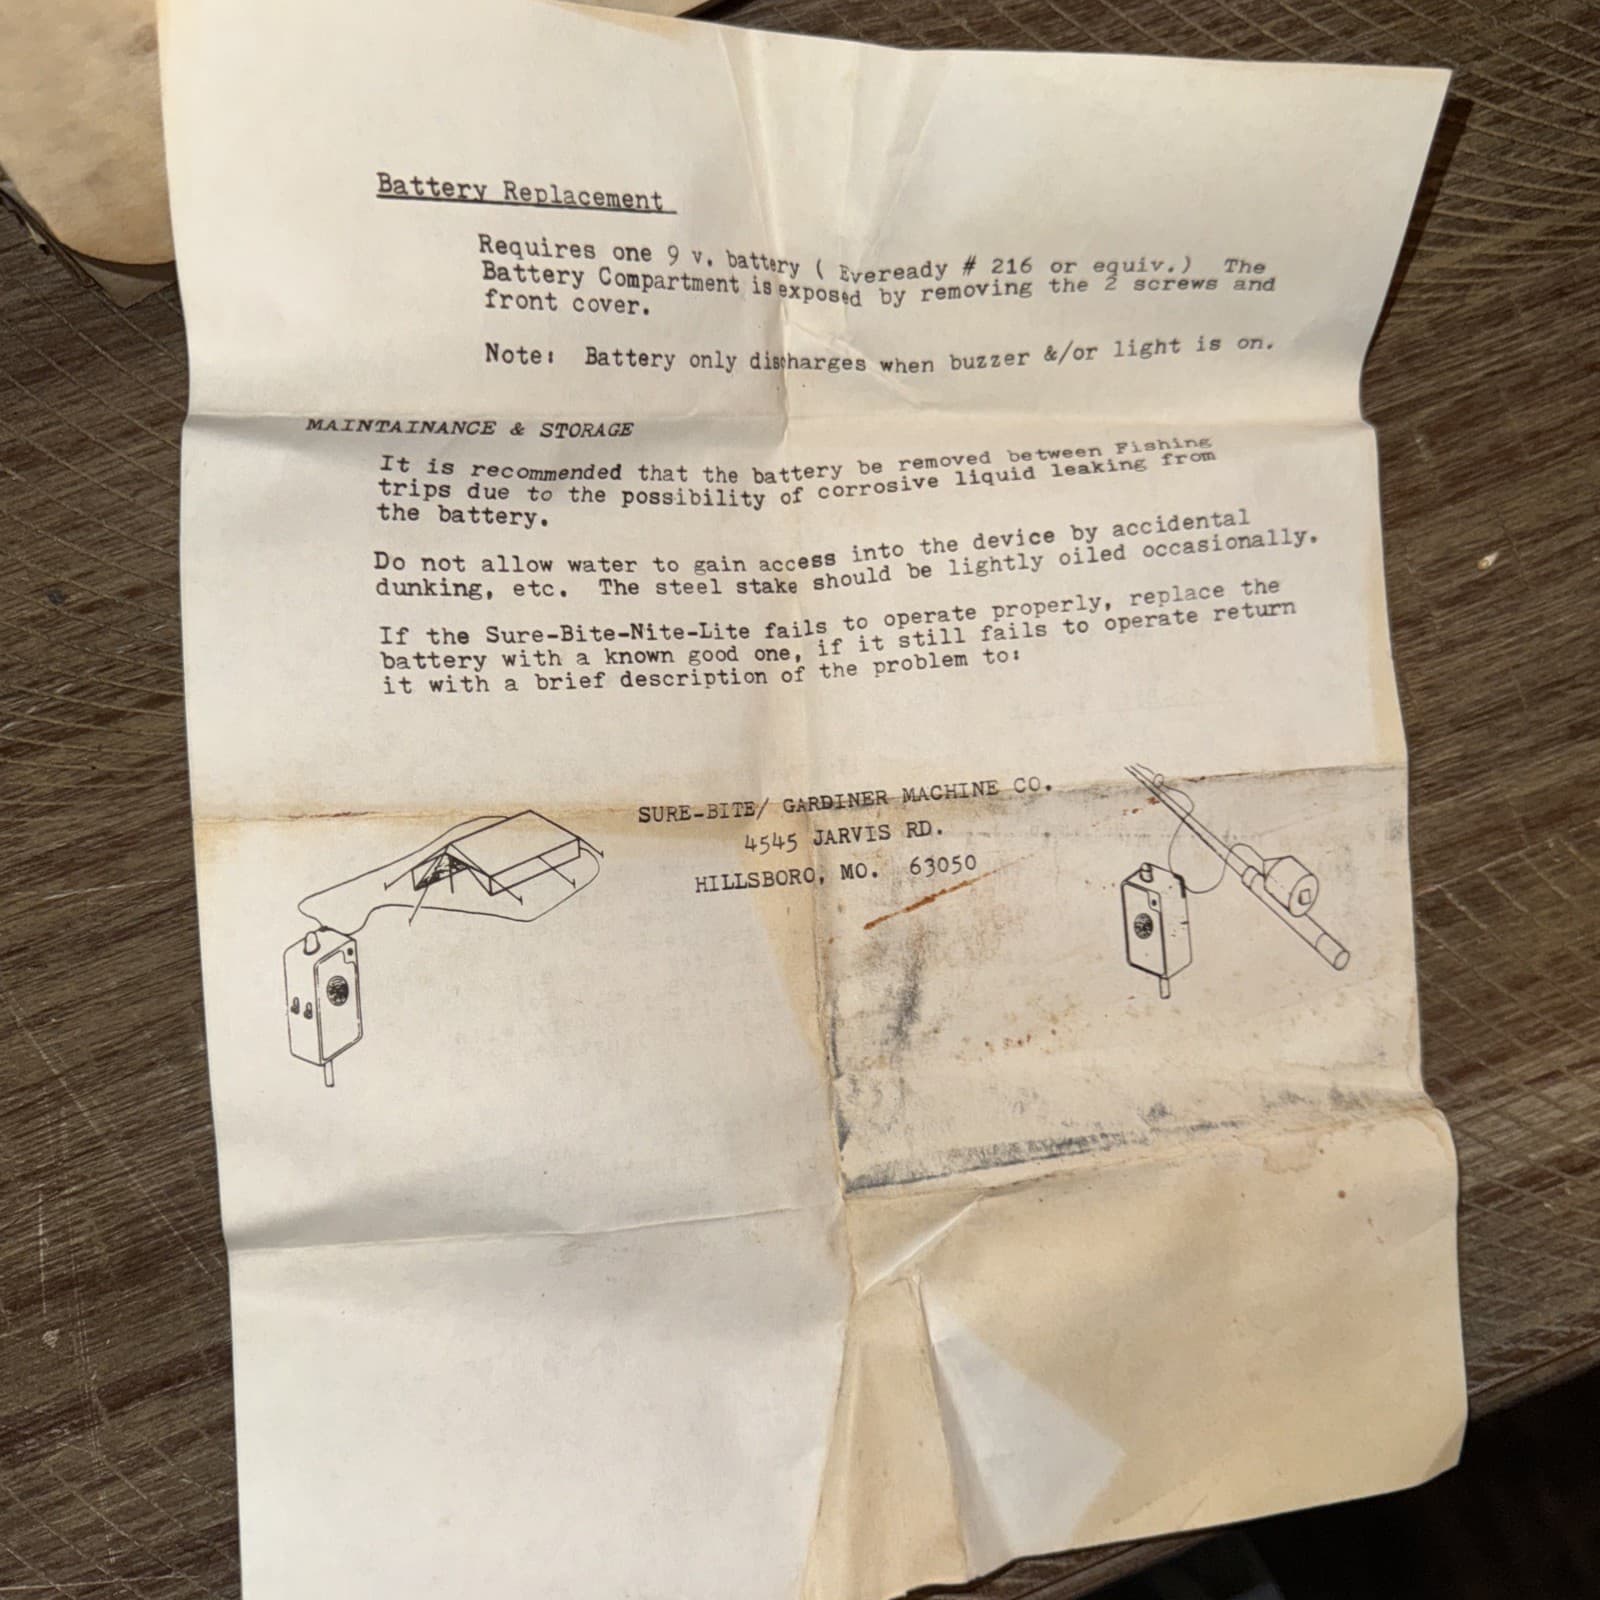 Battery Replacement
Requires one 9 v. battery ( Eveready # 216 or equiv.) The
Battery Compartment is exposed by removing the 2 screws and
front cover.
Note: Battery only discharges when buzzer &/or light is on.
MAINTAINANCE & STORAGE
It is recommended that the battery be removed between Fishing
trips due to the possibility of corrosive liquid leaking from
the battery.
Do not allow water to gain access into the device by accidental
dunking, etc. The steel stake should be lightly oiled occasionally.
If the Sure-Bite-Nite-Lite fails to operate properly, replace the
battery with a known good one, if it still fails to operate return
it with a brief description of the problem to:
SURE-BITE/ GARDINER MACHINE CO.
4545 JARVIS RD.
HILLSBORO, MO. 63050